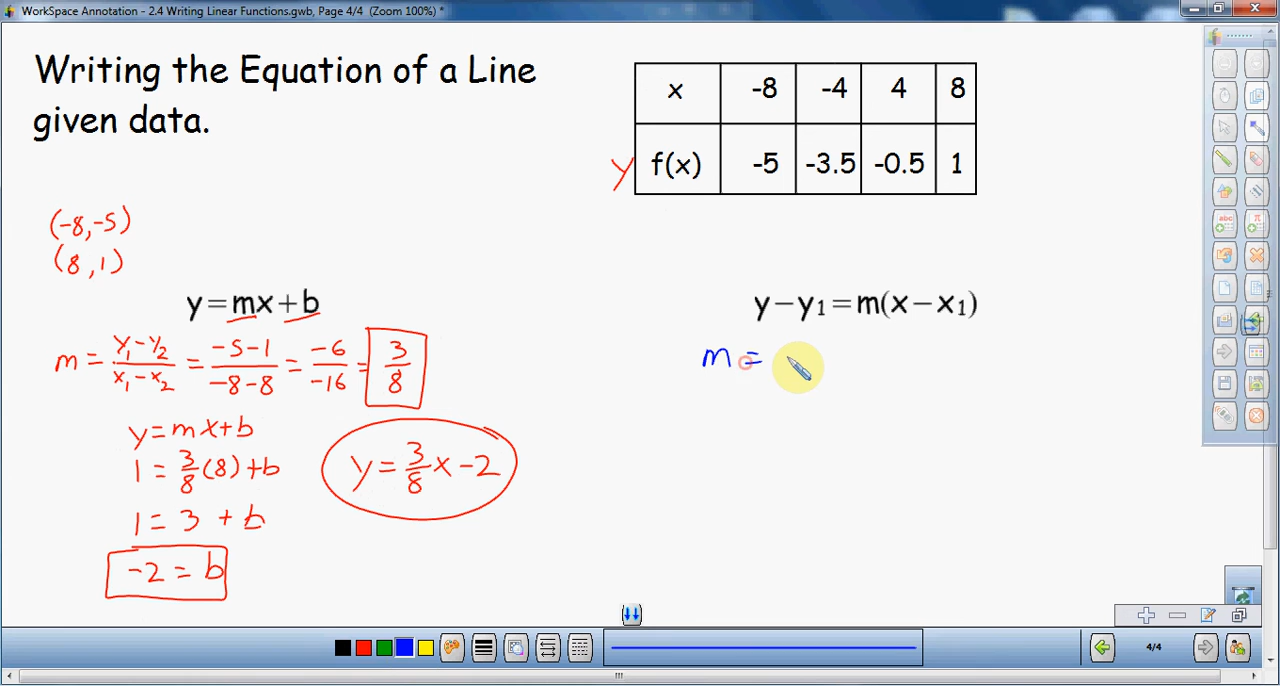 WorkSpace Annotation - 2.4 Writing Linear Functions.gwb, Page 4/4 (Zoom 100%) *
Writing the Equation of a Line
given data.
x -8 -4 4 8
y f(x) -5 -3.5 -0.5 1
(-8,-5)
(8,1)
y=mx+b
m = y₁-y₂/x₁-x₂ = -5-1/-8-8 = -6/-16 = 3/8
y=mx+b
1 = 3/8 (8) +b
1 = 3 + b
-2 = b
y = 3/8 x -2
y-y₁=m(x-x₁)
m =
4/4